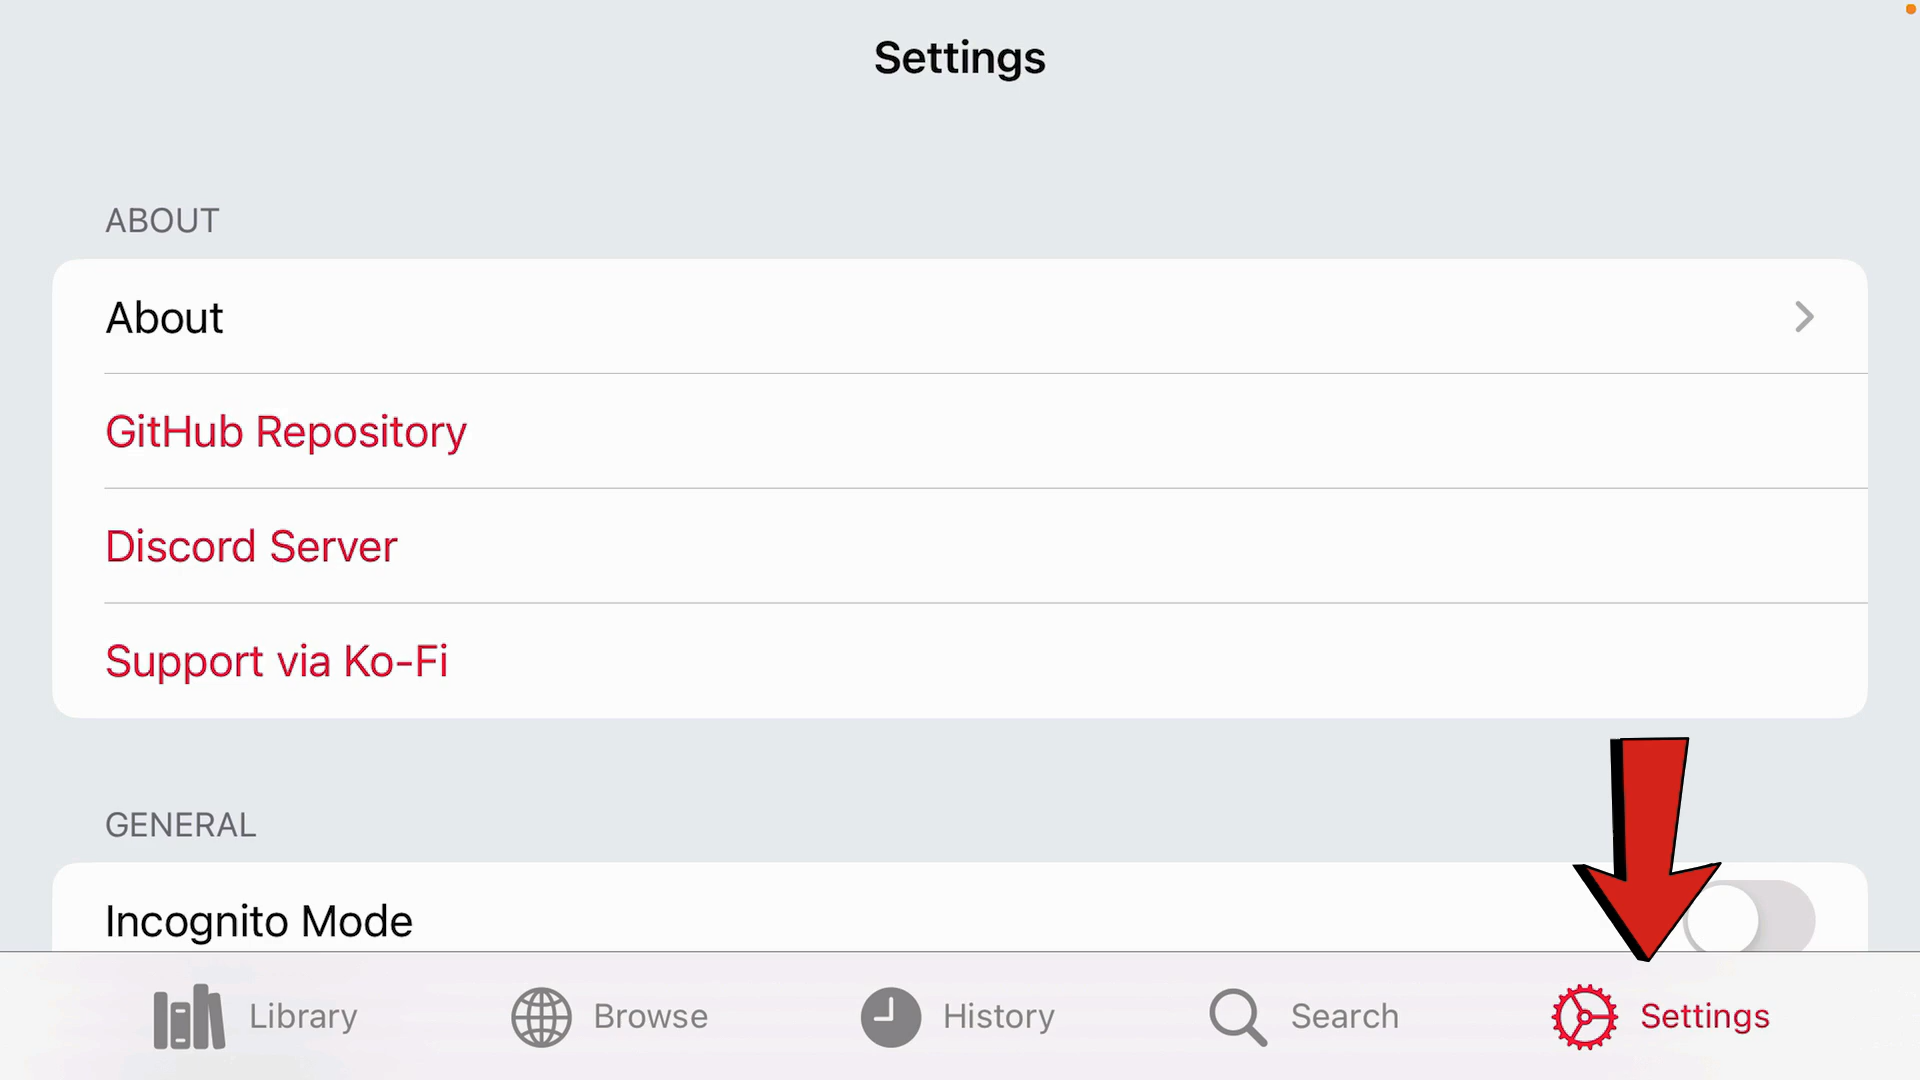 Settings
ABOUT
About
GitHub Repository
Discord Server
Support via Ko-Fi
GENERAL
Incognito Mode
Library
Browse
History
Search
Settings